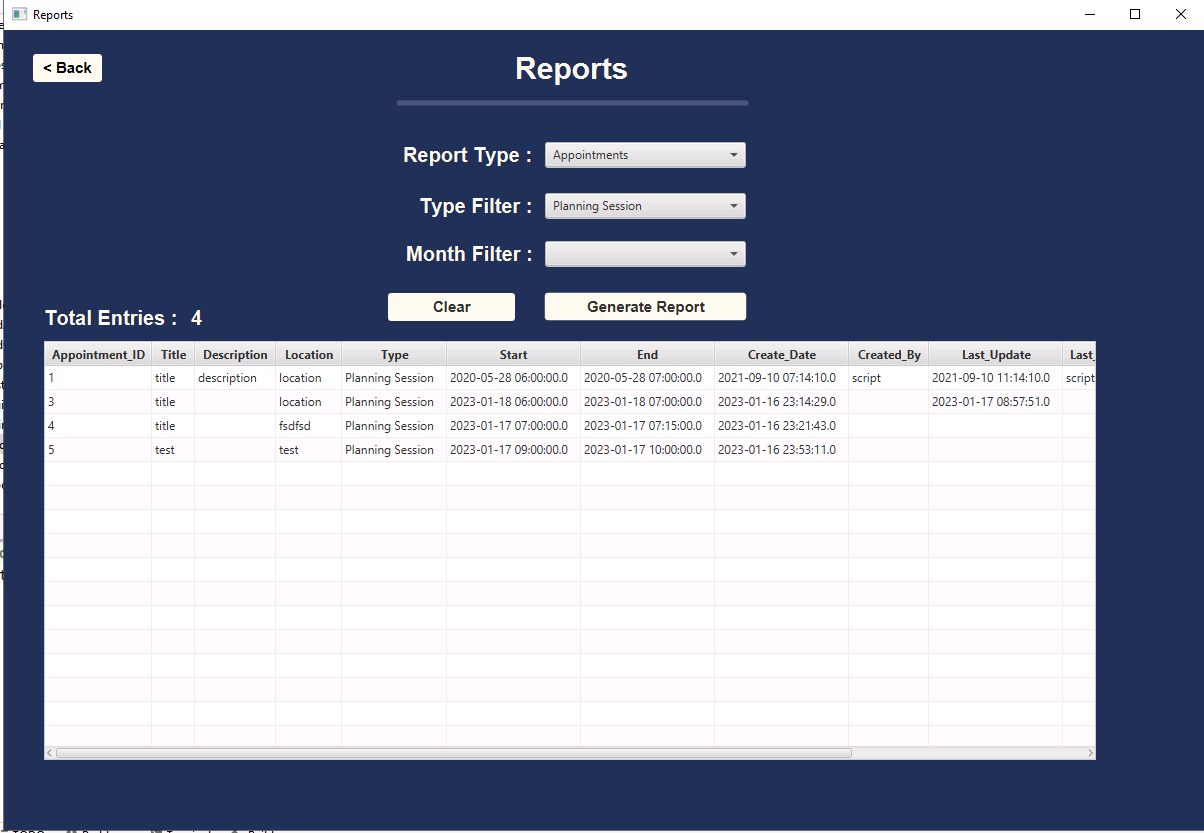 Reports
< Back
Reports
Report Type : Appointments
Type Filter : Planning Session
Month Filter :
Clear Generate Report
Total Entries : 4
Appointment_ID Title Description Location Type Start End Create_Date Created_By Last_Update Last_
1 title description location Planning Session 2020-05-28 06:00:00.0 2020-05-28 07:00:00.0 2021-09-10 07:14:10.0 script 2021-09-10 11:14:10.0 script
3 title location Planning Session 2023-01-18 06:00:00.0 2023-01-18 07:00:00.0 2023-01-16 23:14:29.0 2023-01-17 08:57:51.0
4 title fsdfsd Planning Session 2023-01-17 07:00:00.0 2023-01-17 07:15:00.0 2023-01-16 23:21:43.0
5 test test Planning Session 2023-01-17 09:00:00.0 2023-01-17 10:00:00.0 2023-01-16 23:53:11.0